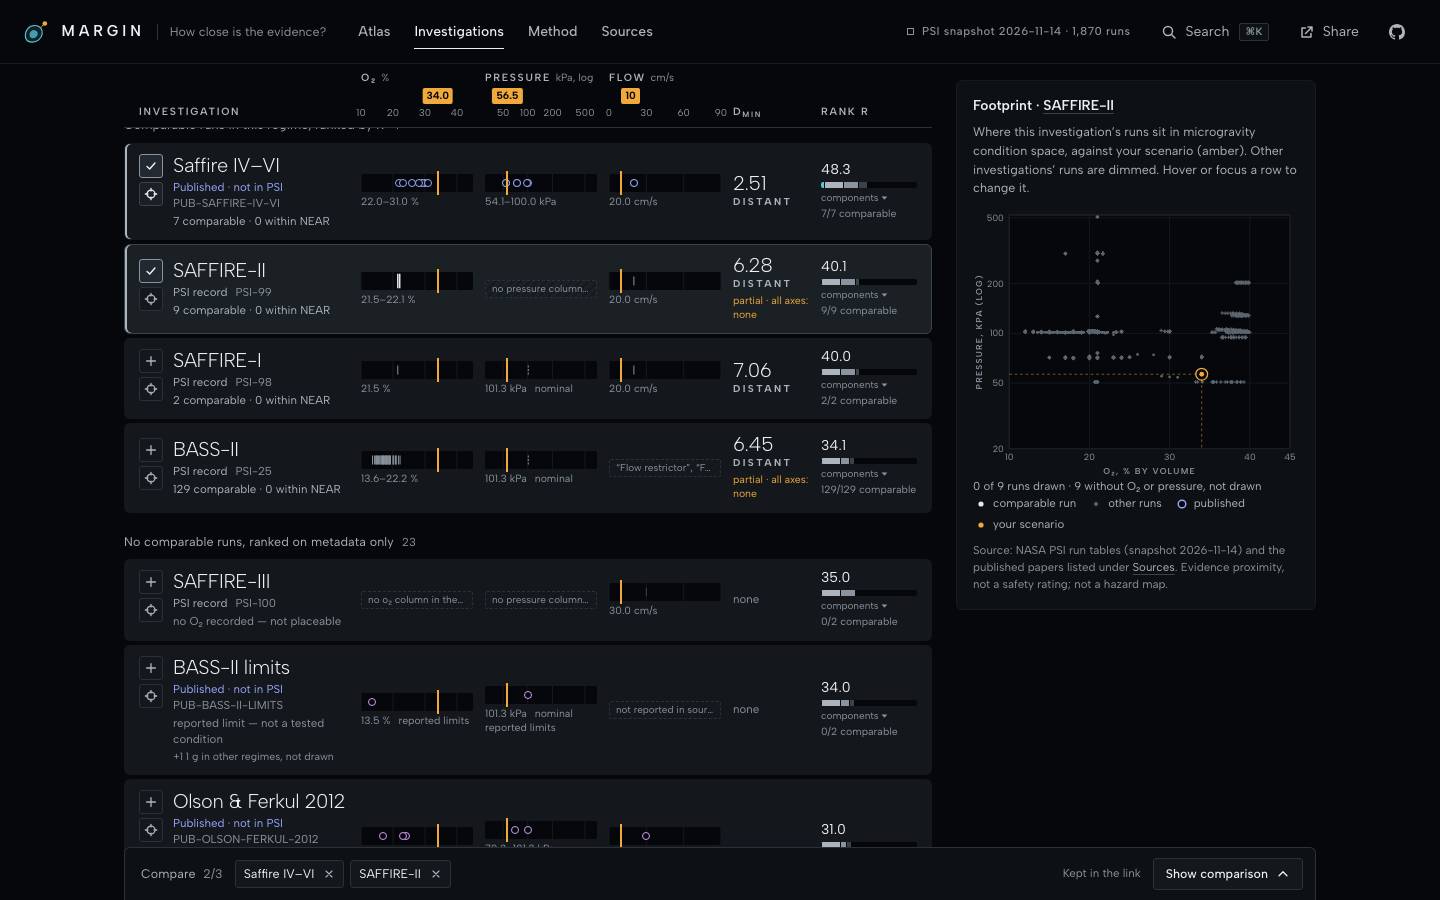 MARGIN
How close is the evidence?
Atlas
Investigations
Method
Sources
PSI snapshot 2026-11-14 · 1,870 runs
Search ⌘K
Share
O₂ %
PRESSURE kPa, log
FLOW cm/s
34.0
56.5
10
INVESTIGATION
10 20 30 40
50 100 200 500
0 30 60 90
DMIN
RANK R
Saffire IV–VI
Published · not in PSI
PUB-SAFFIRE-IV-VI
7 comparable · 0 within NEAR
22.0–31.0 %
54.1–100.0 kPa
20.0 cm/s
2.51
DISTANT
48.3
components
7/7 comparable
SAFFIRE-II
PSI record PSI-99
9 comparable · 0 within NEAR
21.5–22.1 %
no pressure column…
20.0 cm/s
6.28
DISTANT
partial · all axes:
none
40.1
components
9/9 comparable
SAFFIRE-I
PSI record PSI-98
2 comparable · 0 within NEAR
21.5 %
101.3 kPa nominal
20.0 cm/s
7.06
DISTANT
40.0
components
2/2 comparable
BASS-II
PSI record PSI-25
129 comparable · 0 within NEAR
13.6–22.2 %
101.3 kPa nominal
"Flow restrictor", "F…
6.45
DISTANT
partial · all axes:
none
34.1
components
129/129 comparable
No comparable runs, ranked on metadata only 23
SAFFIRE-III
PSI record PSI-100
no O₂ recorded — not placeable
no o₂ column in the…
no pressure column…
30.0 cm/s
none
35.0
components
0/2 comparable
BASS-II limits
Published · not in PSI
PUB-BASS-II-LIMITS
reported limit — not a tested
condition
+1 1 g in other regimes, not drawn
13.5 % reported limits
101.3 kPa nominal
reported limits
not reported in sour…
none
34.0
components
0/2 comparable
Olson & Ferkul 2012
Published · not in PSI
PUB-OLSON-FERKUL-2012
31.0
Footprint · SAFFIRE-II
Where this investigation's runs sit in microgravity
condition space, against your scenario (amber). Other
investigations' runs are dimmed. Hover or focus a row to
change it.
PRESSURE, KPA (LOG)
500
200
100
50
20
10 20 30 40 45
O₂, % BY VOLUME
0 of 9 runs drawn · 9 without O₂ or pressure, not drawn
comparable run
other runs
published
your scenario
Source: NASA PSI run tables (snapshot 2026-11-14) and the
published papers listed under Sources. Evidence proximity,
not a safety rating; not a hazard map.
Compare 2/3
Saffire IV–VI ✕
SAFFIRE-II ✕
Kept in the link
Show comparison